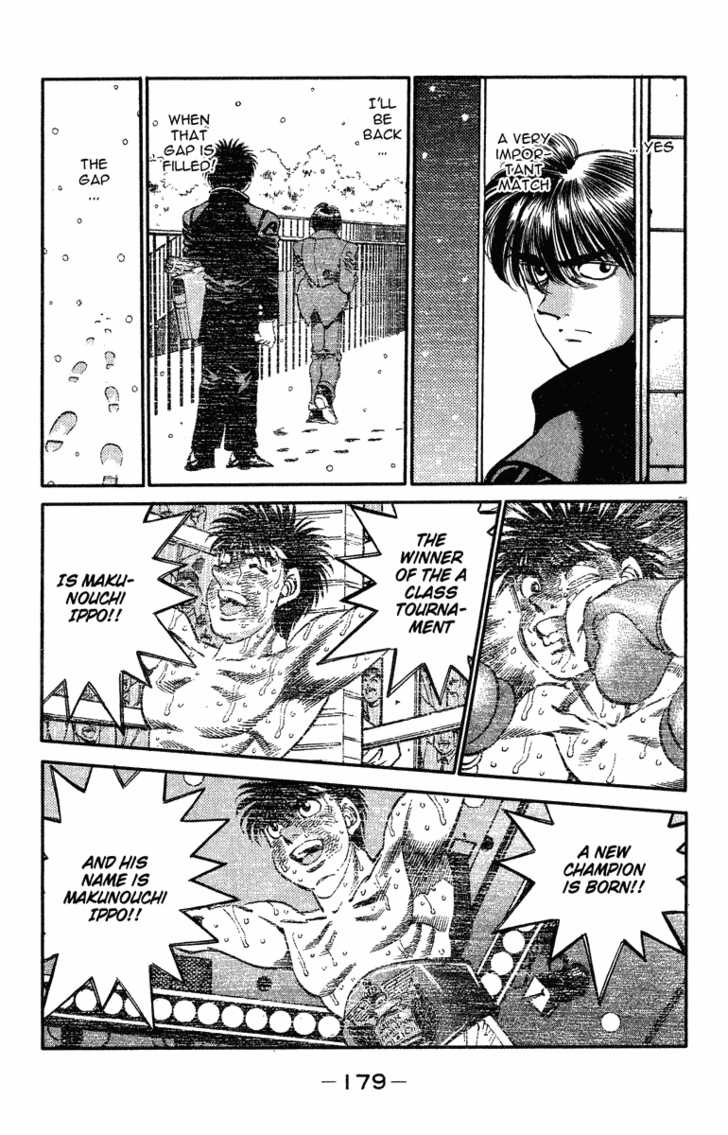 ... YES
A VERY
IMPOR-
TANT
MATCH
I'LL
BE
BACK
...
WHEN
THAT
GAP IS
FILLED!
THE
GAP
...
THE
WINNER
OF THE A
CLASS
TOURNA-
MENT
IS MAKU-
NOUCHI
IPPO!!
A NEW
CHAMPION
IS BORN!!
AND HIS
NAME IS
MAKUNOUCHI
IPPO!!
- 179 -